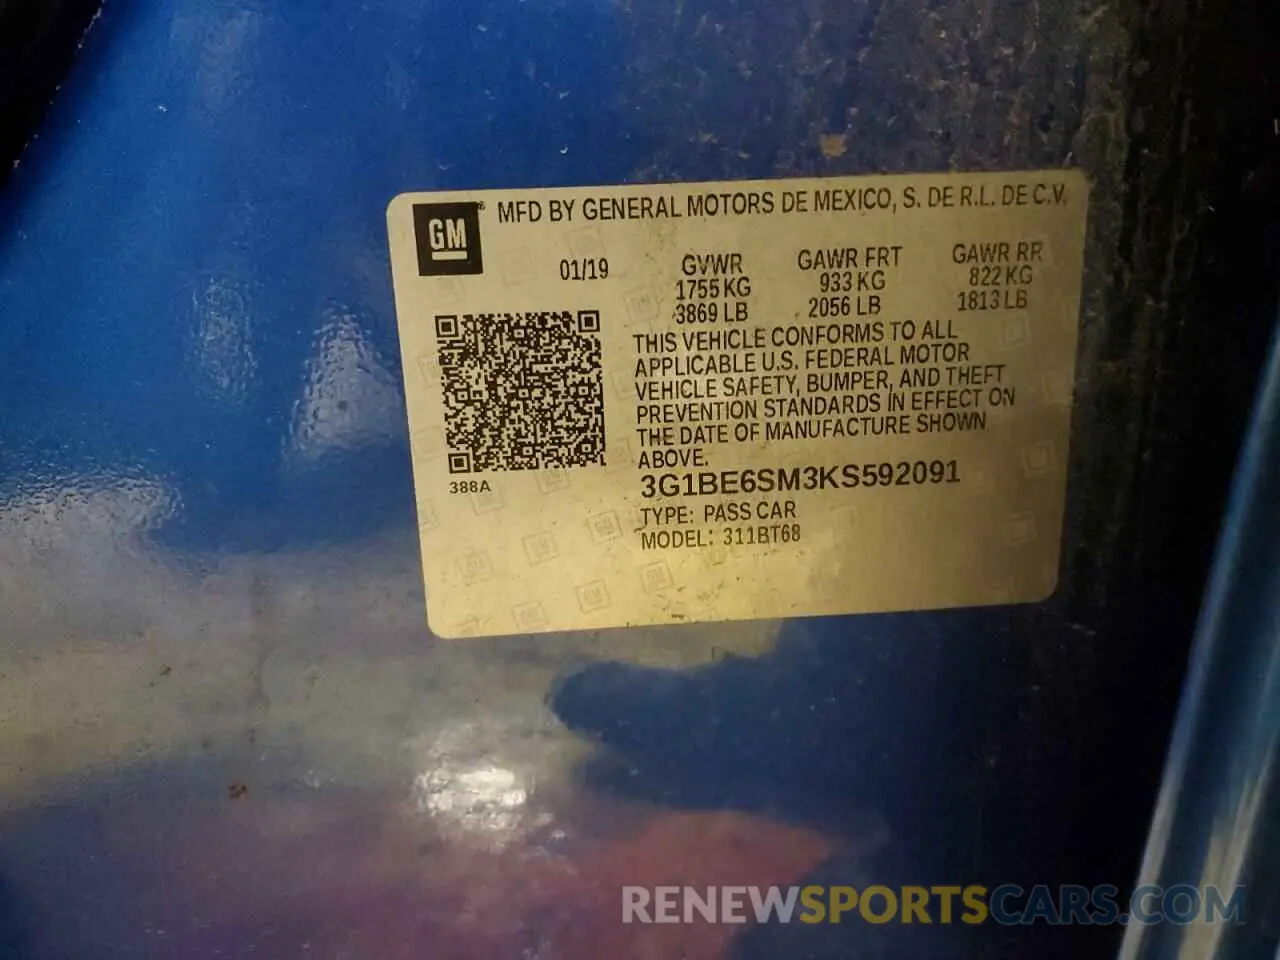 GM® MFD BY GENERAL MOTORS DE MEXICO, S. DE R.L. DE C.V.
01/19
GVWR GAWR FRT GAWR RR
1755 KG 933 KG 822 KG
3869 LB 2056 LB 1813 LB
THIS VEHICLE CONFORMS TO ALL
APPLICABLE U.S. FEDERAL MOTOR
VEHICLE SAFETY, BUMPER, AND THEFT
PREVENTION STANDARDS IN EFFECT ON
THE DATE OF MANUFACTURE SHOWN
ABOVE.
388A
3G1BE6SM3KS592091
TYPE: PASS CAR
MODEL: 311BT68
RENEWSPORTSCARS.COM